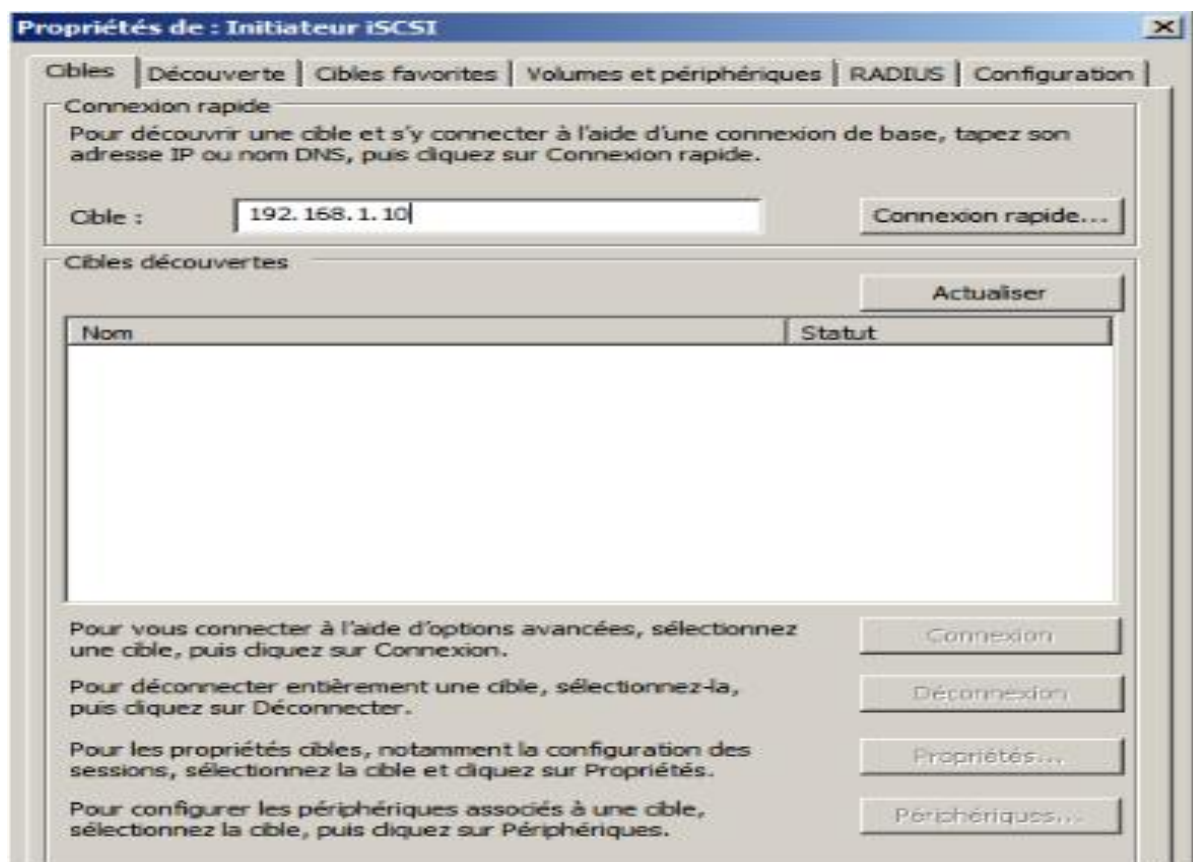 Propriétés de : Initiateur iSCSI
Cibles Découverte Cibles favorites Volumes et périphériques RADIUS Configuration
Connexion rapide
Pour découvrir une cible et s'y connecter à l'aide d'une connexion de base, tapez son
adresse IP ou nom DNS, puis cliquez sur Connexion rapide.
Cible : 192.168.1.10 Connexion rapide...
Cibles découvertes
Actualiser
Nom Statut
Pour vous connecter à l'aide d'options avancées, sélectionnez
une cible, puis cliquez sur Connexion.
Connexion
Pour déconnecter entièrement une cible, sélectionnez-la,
puis cliquez sur Déconnecter.
Déconnexion
Pour les propriétés cibles, notamment la configuration des
sessions, sélectionnez la cible et cliquez sur Propriétés.
Propriétés...
Pour configurer les périphériques associés à une cible,
sélectionnez la cible, puis cliquez sur Périphériques.
Périphériques...